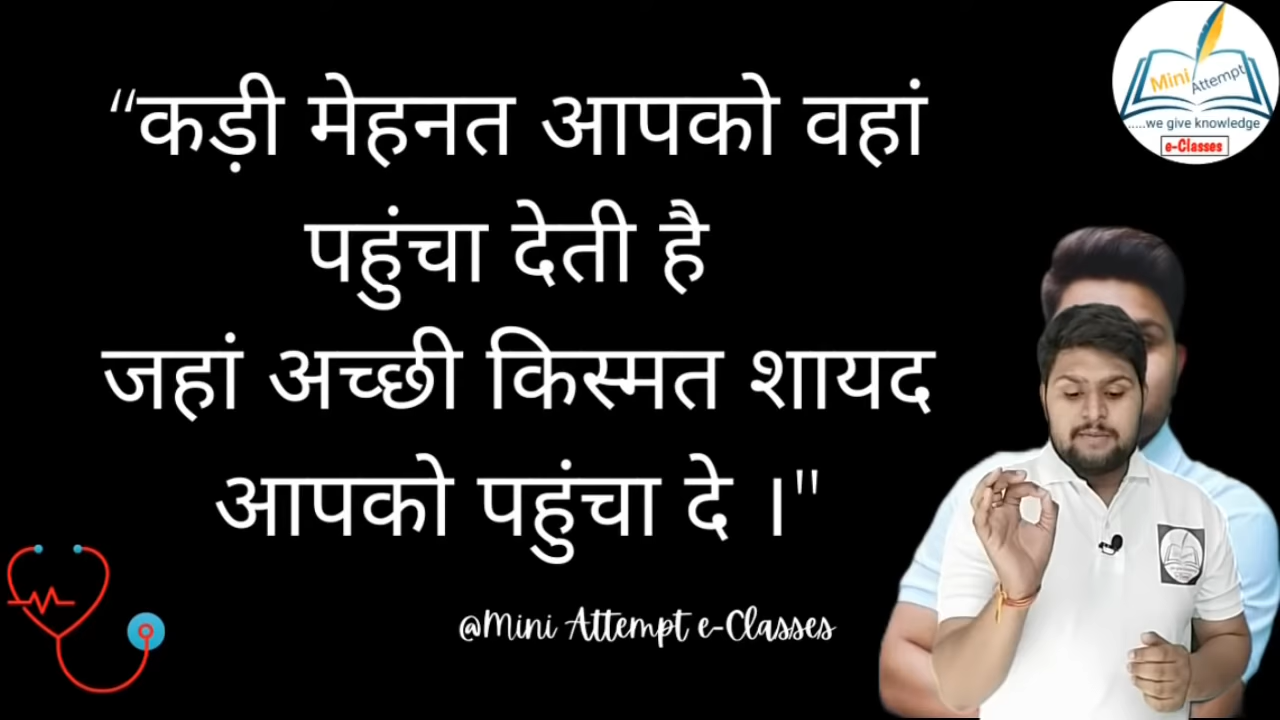 “कड़ी मेहनत आपको वहां
पहुंचा देती है
जहां अच्छी किस्मत शायद
आपको पहुंचा दे ।"
@Mini Attempt e-Classes
Mini Attempt
.....we give knowledge
e-Classes